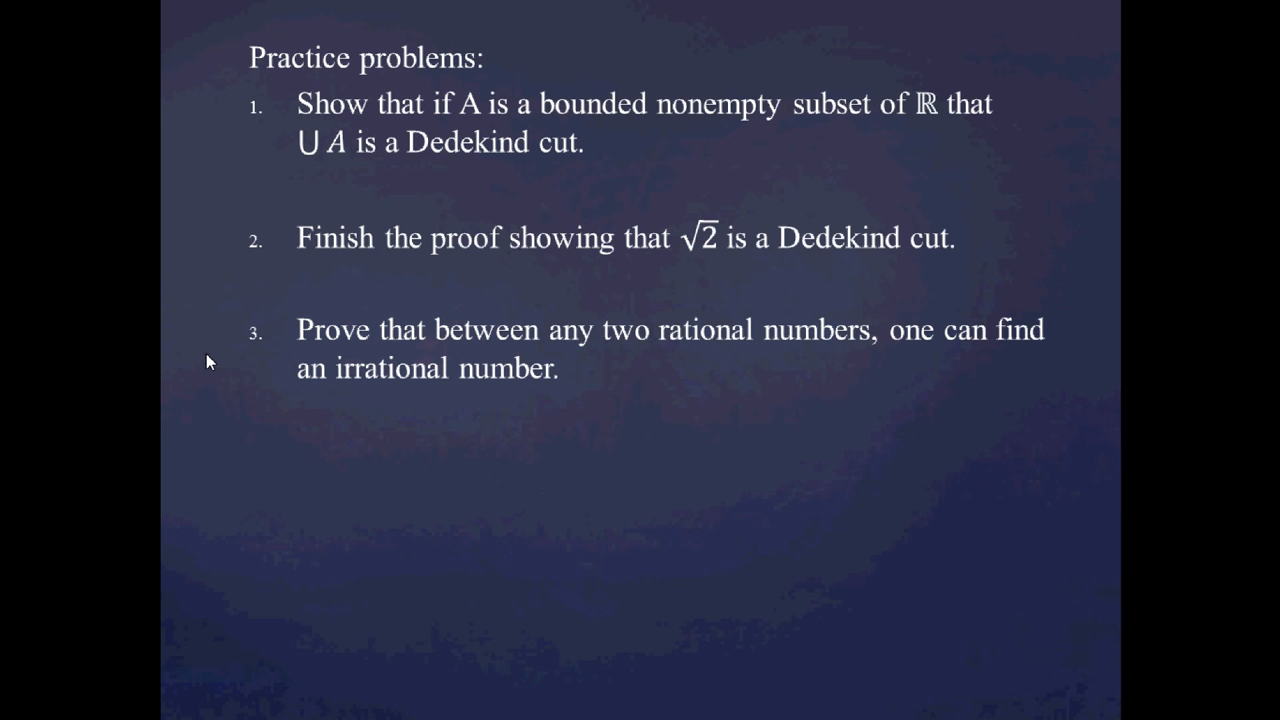 Practice problems:
1. Show that if A is a bounded nonempty subset of ℝ that
⋃ A is a Dedekind cut.
2. Finish the proof showing that √2 is a Dedekind cut.
3. Prove that between any two rational numbers, one can find
an irrational number.